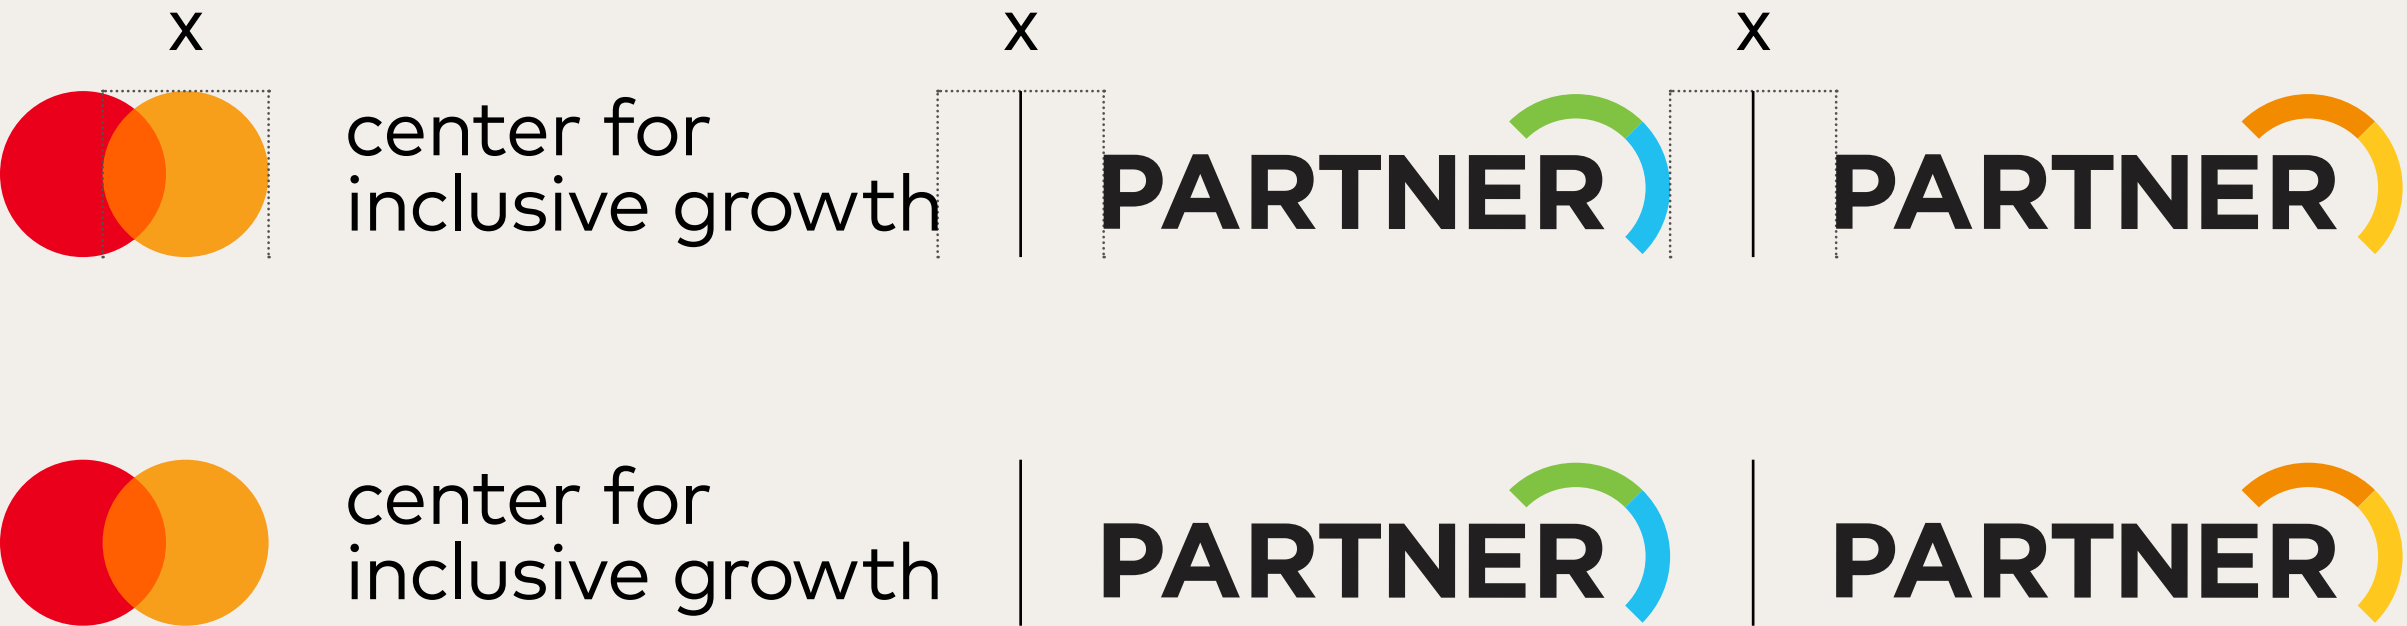 x x x
center for
inclusive growth
PARTNER PARTNER
center for
inclusive growth
PARTNER PARTNER